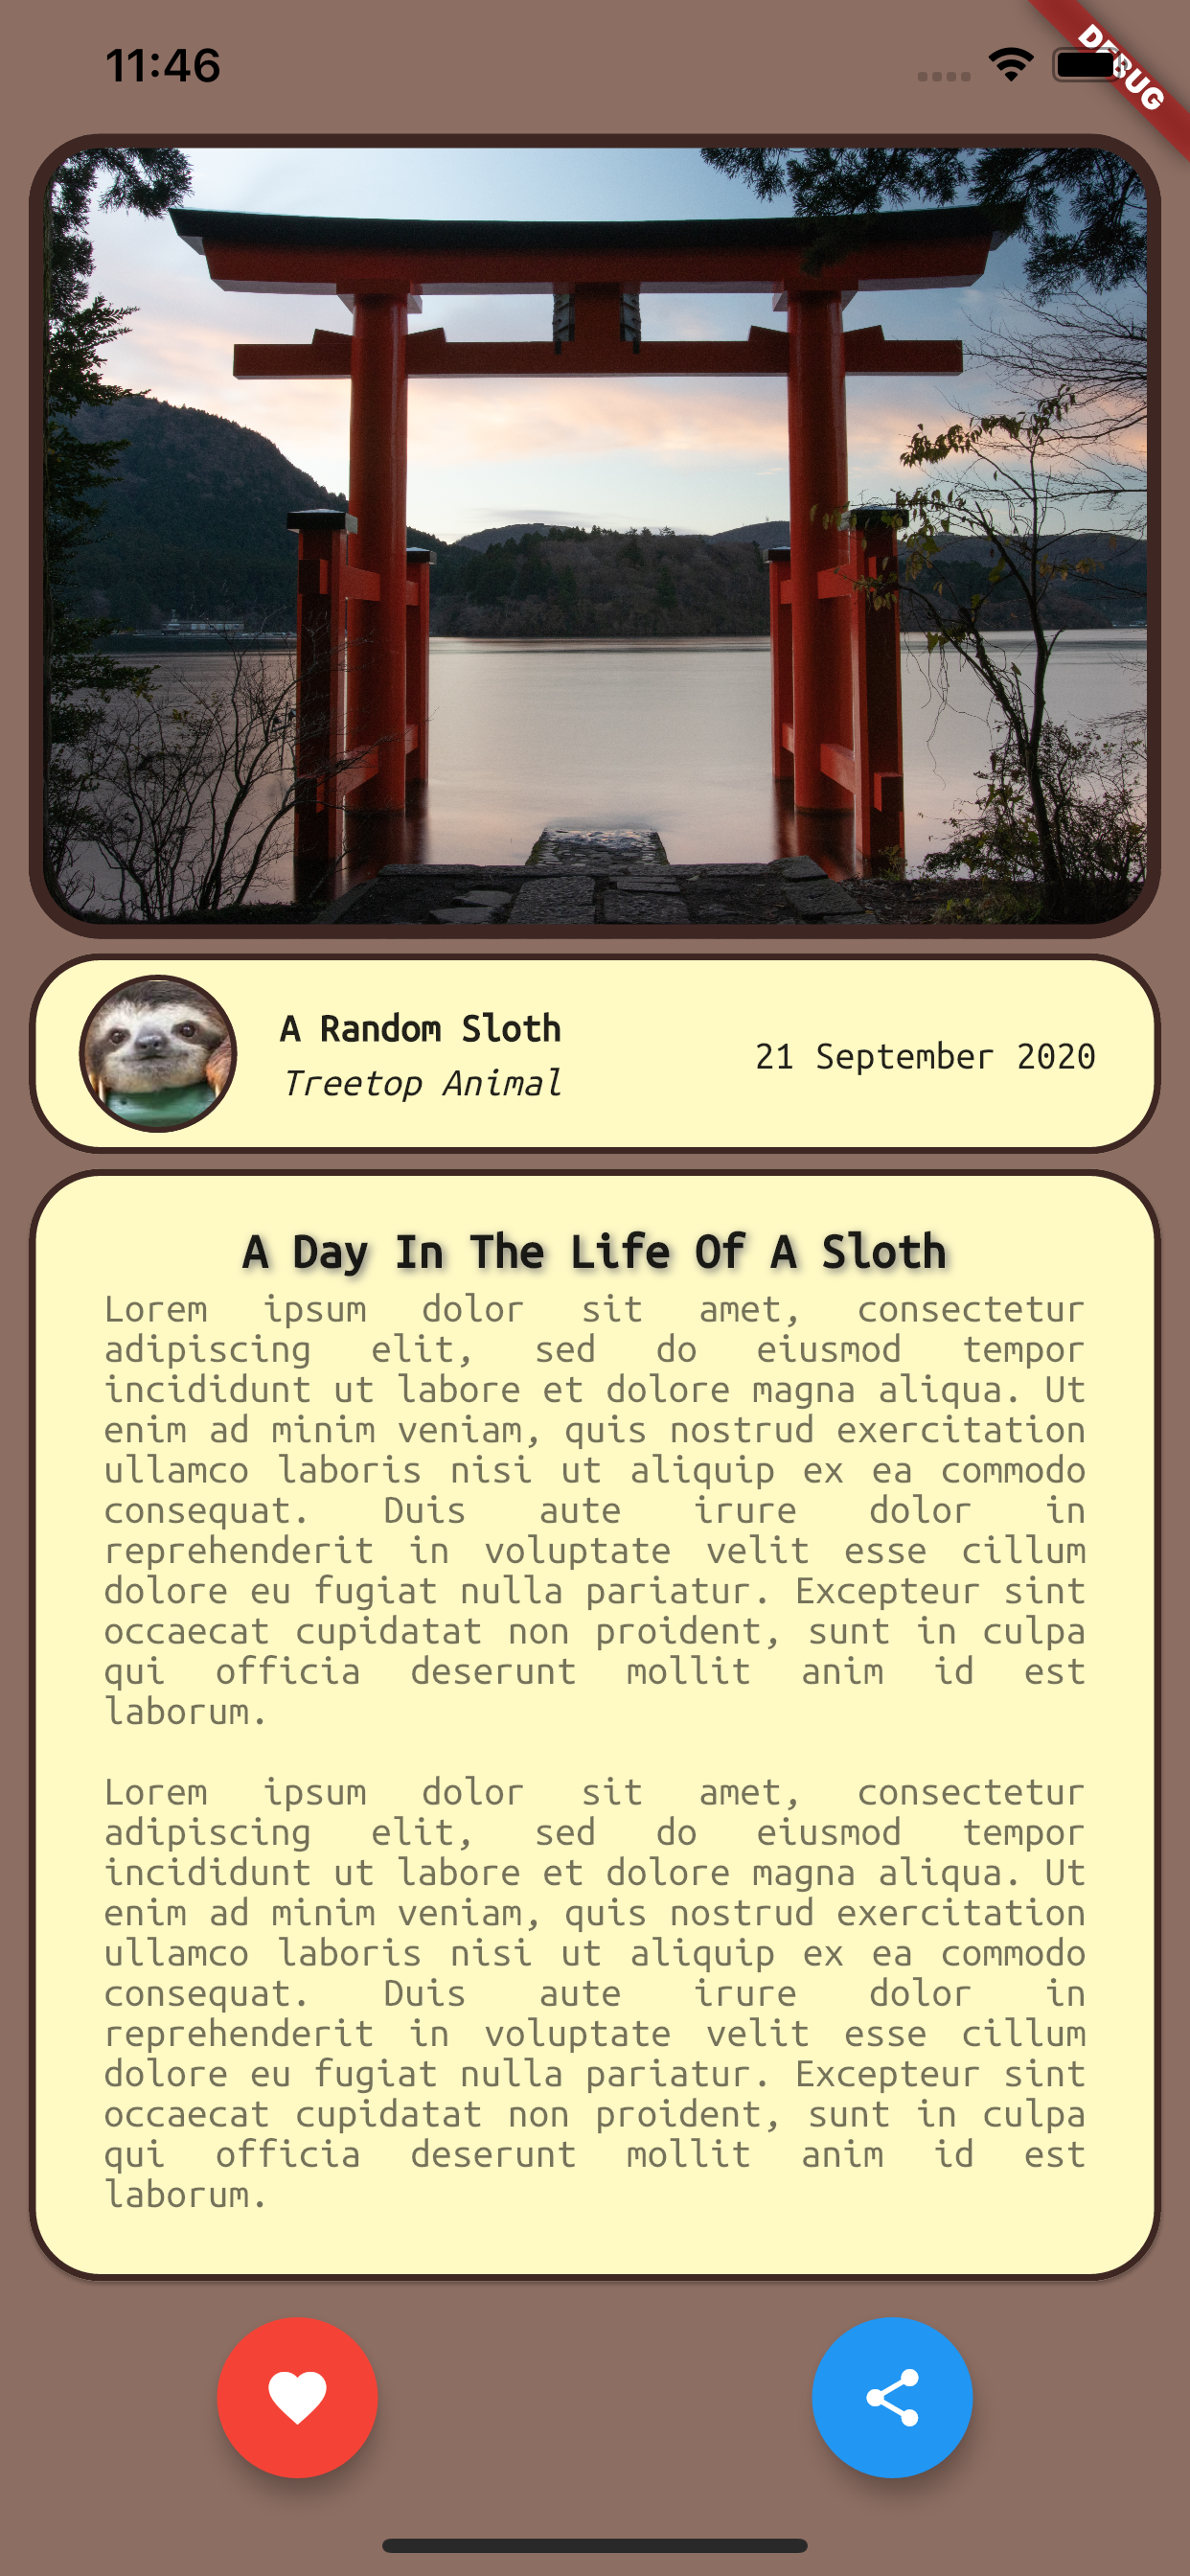 11:46
DEBUG
A Random Sloth
Treetop Animal
21 September 2020
A Day In The Life Of A Sloth
Lorem ipsum dolor sit amet, consectetur
adipiscing elit, sed do eiusmod tempor
incididunt ut labore et dolore magna aliqua. Ut
enim ad minim veniam, quis nostrud exercitation
ullamco laboris nisi ut aliquip ex ea commodo
consequat. Duis aute irure dolor in
reprehenderit in voluptate velit esse cillum
dolore eu fugiat nulla pariatur. Excepteur sint
occaecat cupidatat non proident, sunt in culpa
qui officia deserunt mollit anim id est
laborum.
Lorem ipsum dolor sit amet, consectetur
adipiscing elit, sed do eiusmod tempor
incididunt ut labore et dolore magna aliqua. Ut
enim ad minim veniam, quis nostrud exercitation
ullamco laboris nisi ut aliquip ex ea commodo
consequat. Duis aute irure dolor in
reprehenderit in voluptate velit esse cillum
dolore eu fugiat nulla pariatur. Excepteur sint
occaecat cupidatat non proident, sunt in culpa
qui officia deserunt mollit anim id est
laborum.